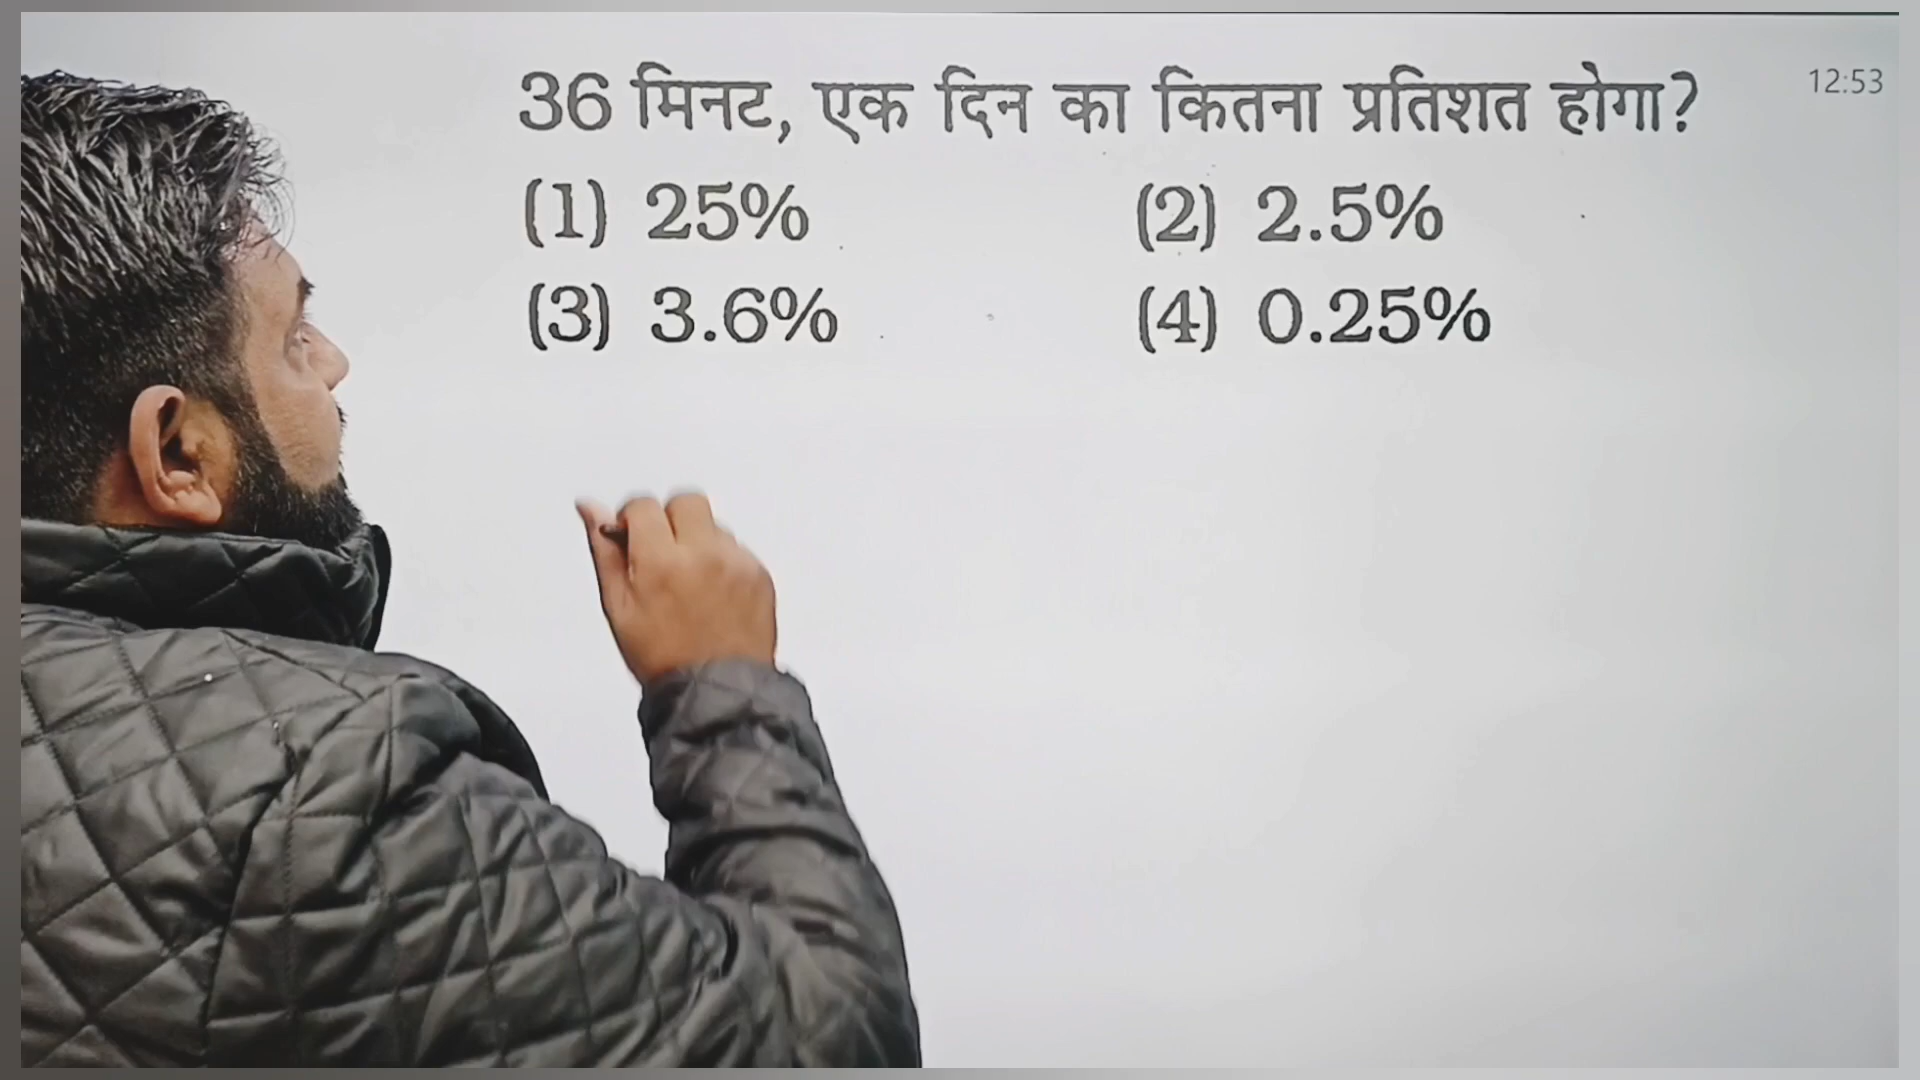 36 मिनट, एक दिन का कितना प्रतिशत होगा?
12:53
(1) 25% (2) 2.5%
(3) 3.6% (4) 0.25%